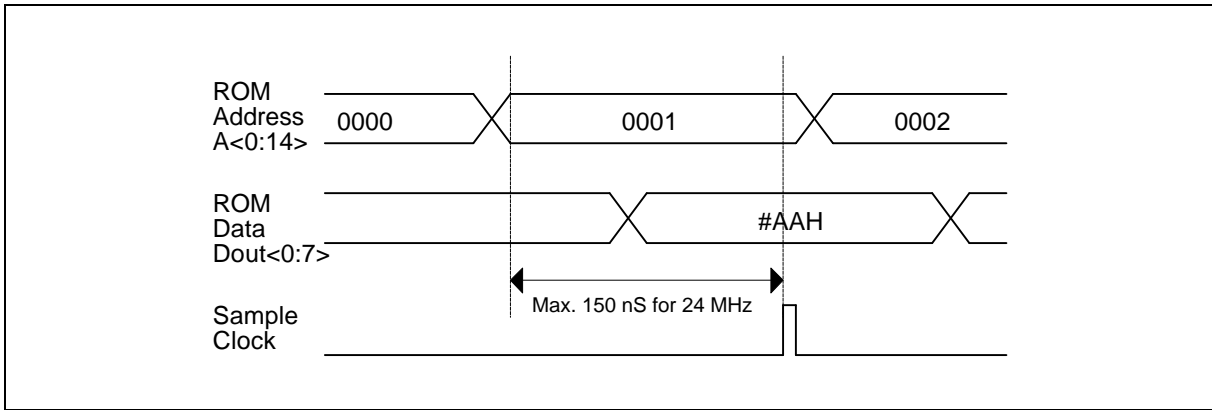 ROM
Address
A<0:14>
0000
0001
0002
ROM
Data
Dout<0:7>
#AAH
Max. 150 nS for 24 MHz
Sample
Clock